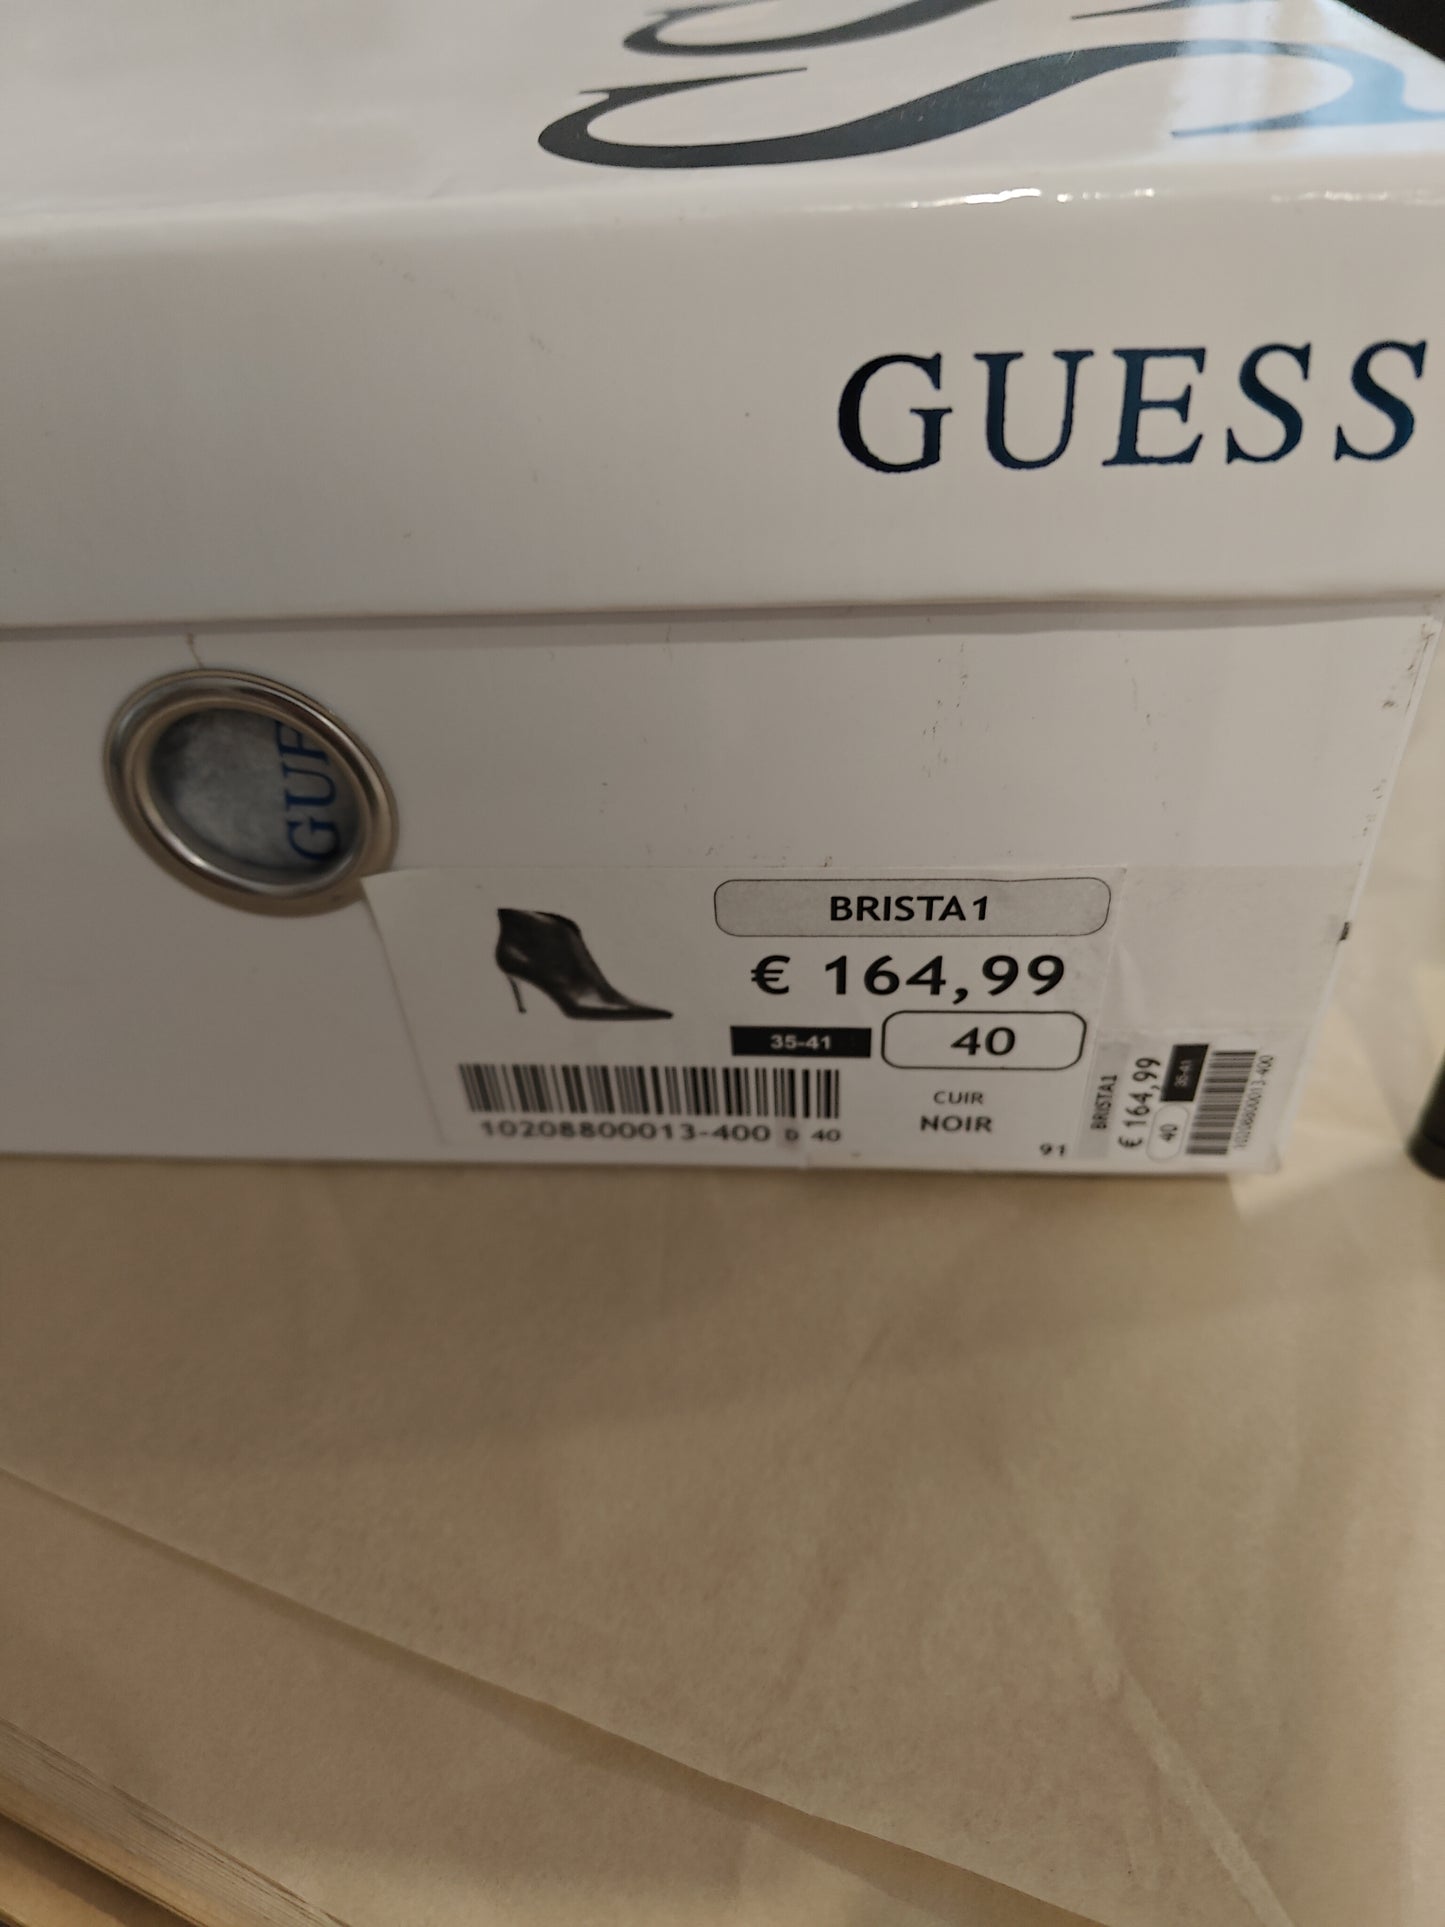 GUESS
GUE
BRISTA1
€ 164,99
35-41
40
10208800013-400 D 40
CUIR
NOIR
91
BRISTA1
€ 164,99
40
35-41
10208800013-400